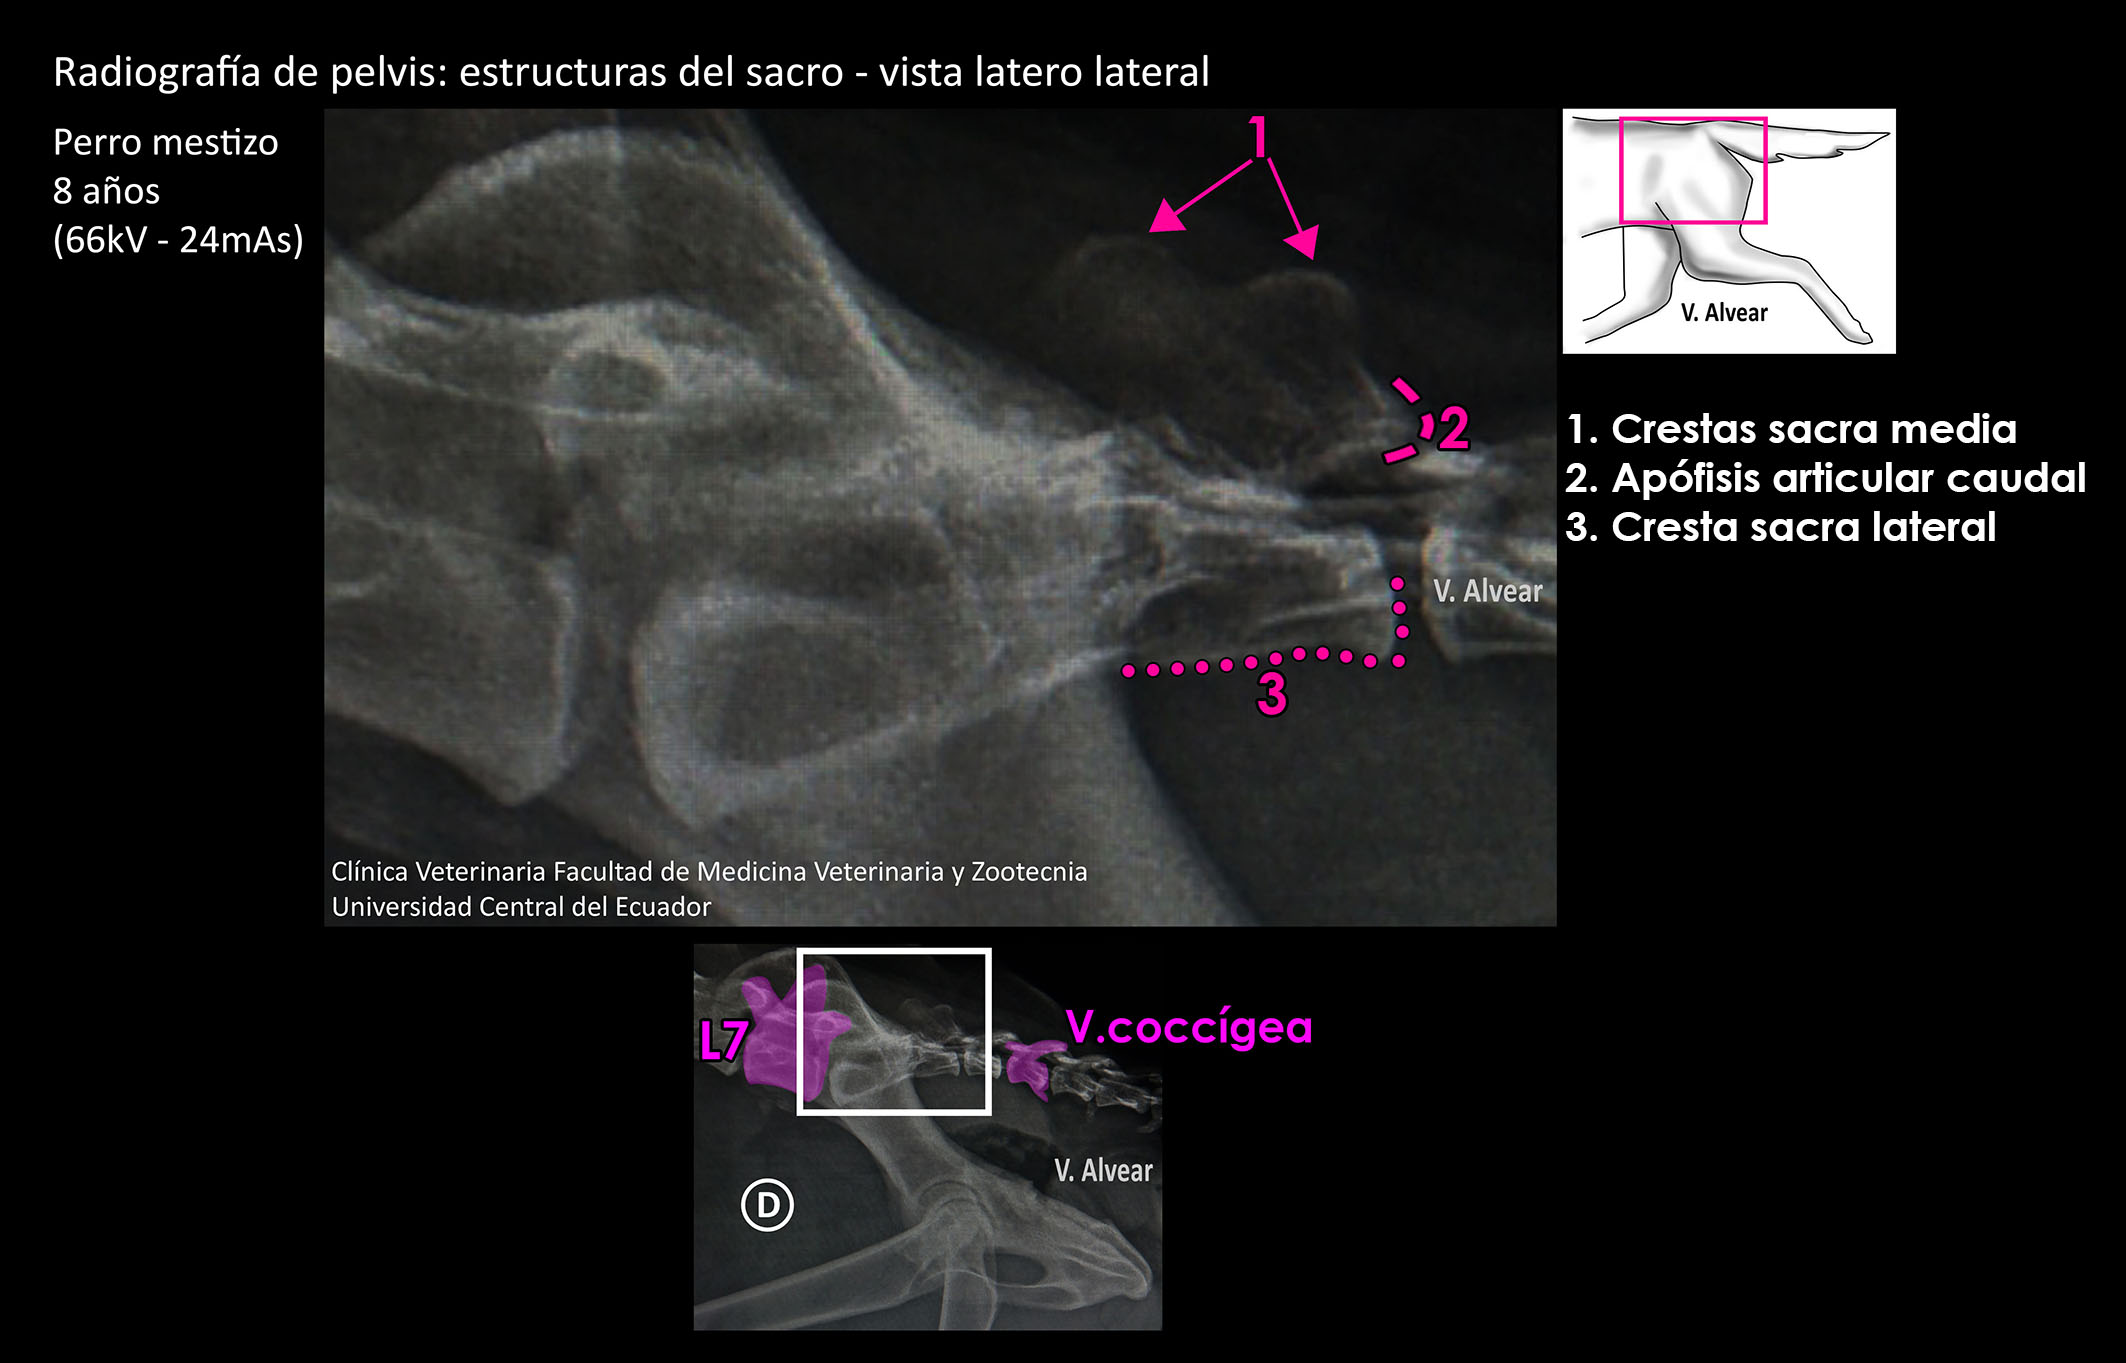 Radiografía de pelvis: estructuras del sacro - vista latero lateral
Perro mestizo
8 años
(66kV - 24mAs)
1
2
3
V. Alvear
Clínica Veterinaria Facultad de Medicina Veterinaria y Zootecnia
Universidad Central del Ecuador
V. Alvear
1. Crestas sacra media
2. Apófisis articular caudal
3. Cresta sacra lateral
L7
V.coccígea
V. Alvear
D